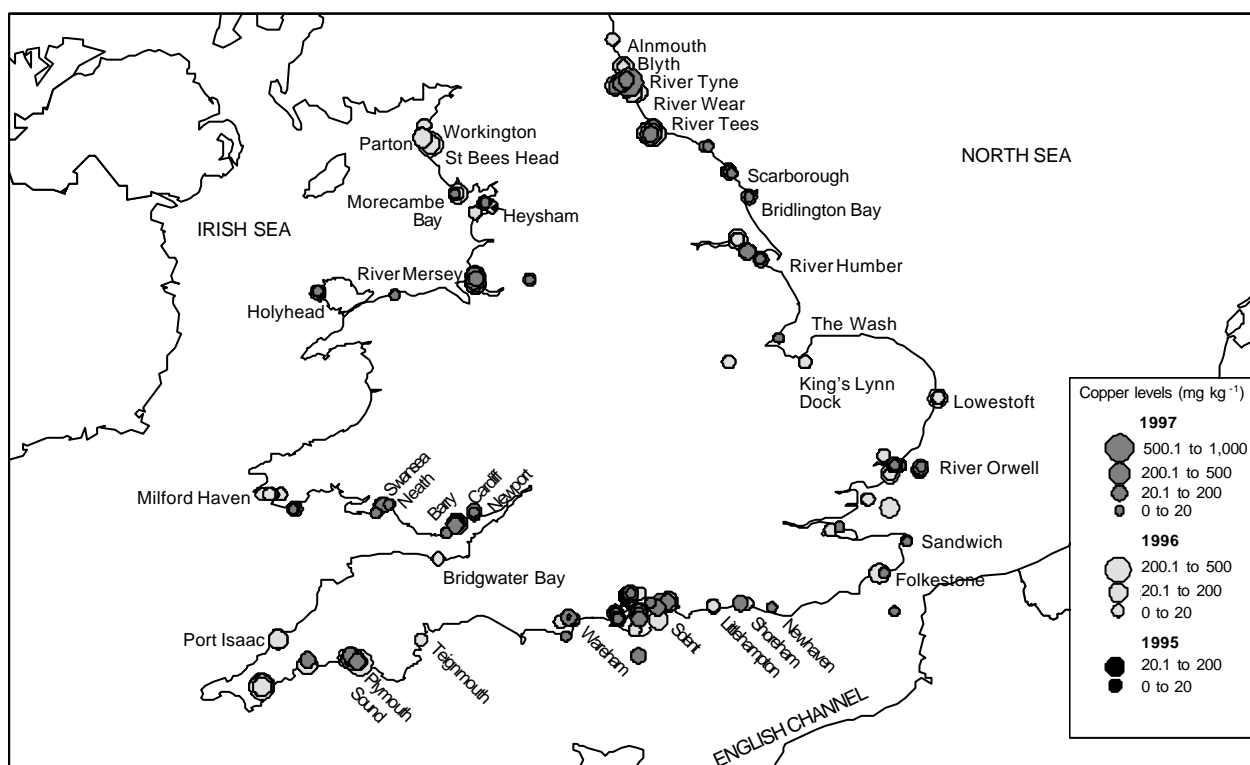 Alnmouth
Blyth
River Tyne
River Wear
River Tees
Workington
Parton
St Bees Head
NORTH SEA
Scarborough
Morecambe
Bay
Heysham
Bridlington Bay
IRISH SEA
River Mersey
River Humber
Holyhead
The Wash
King's Lynn
Dock
Lowestoft
River Orwell
Milford Haven
Swansea
Neath
Barry
Cardiff
Newport
Sandwich
Bridgwater Bay
Folkestone
Port Isaac
Plymouth
Sound
Teignmouth
Wareham
Solent
Littlehampton
Shoreham
Newhaven
ENGLISH CHANNEL
Copper levels (mg kg⁻¹)
1997
500.1 to 1,000
200.1 to 500
20.1 to 200
0 to 20
1996
200.1 to 500
20.1 to 200
0 to 20
1995
20.1 to 200
0 to 20